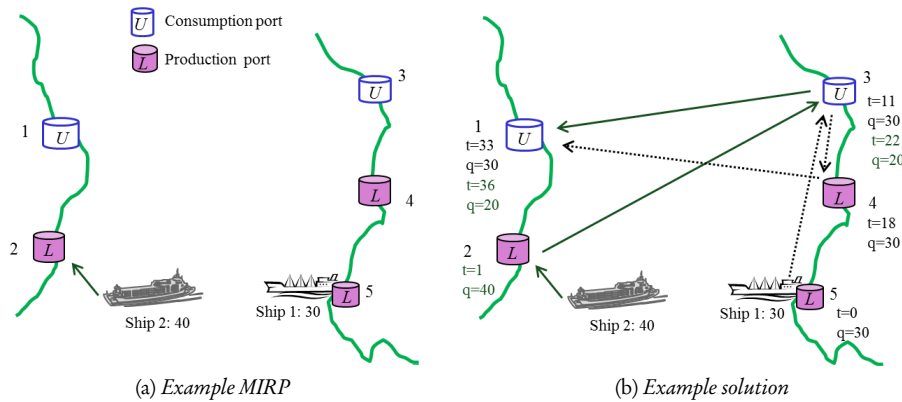 U Consumption port
L Production port
3
U
1
U
4
L
2
L
5
L
Ship 1: 30
Ship 2: 40
(a) Example MIRP
3
U
t=11
q=30
t=22
q=20
1
U
t=33
q=30
t=36
q=20
4
L
t=18
q=30
2
L
t=1
q=40
5
L
t=0
q=30
Ship 1: 30
Ship 2: 40
(b) Example solution